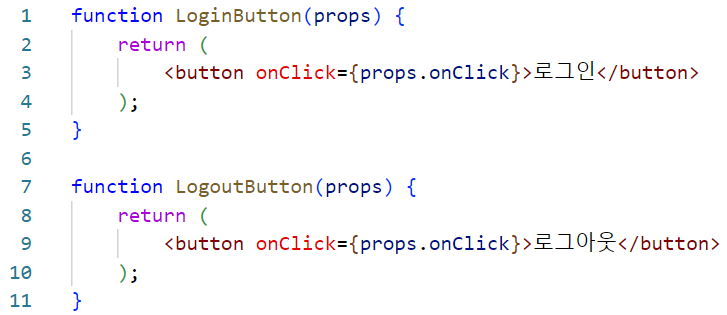 1 function LoginButton(props) {
2     return (
3         <button onClick={props.onClick}>로그인</button>
4     );
5 }
6
7 function LogoutButton(props) {
8     return (
9         <button onClick={props.onClick}>로그아웃</button>
10     );
11 }